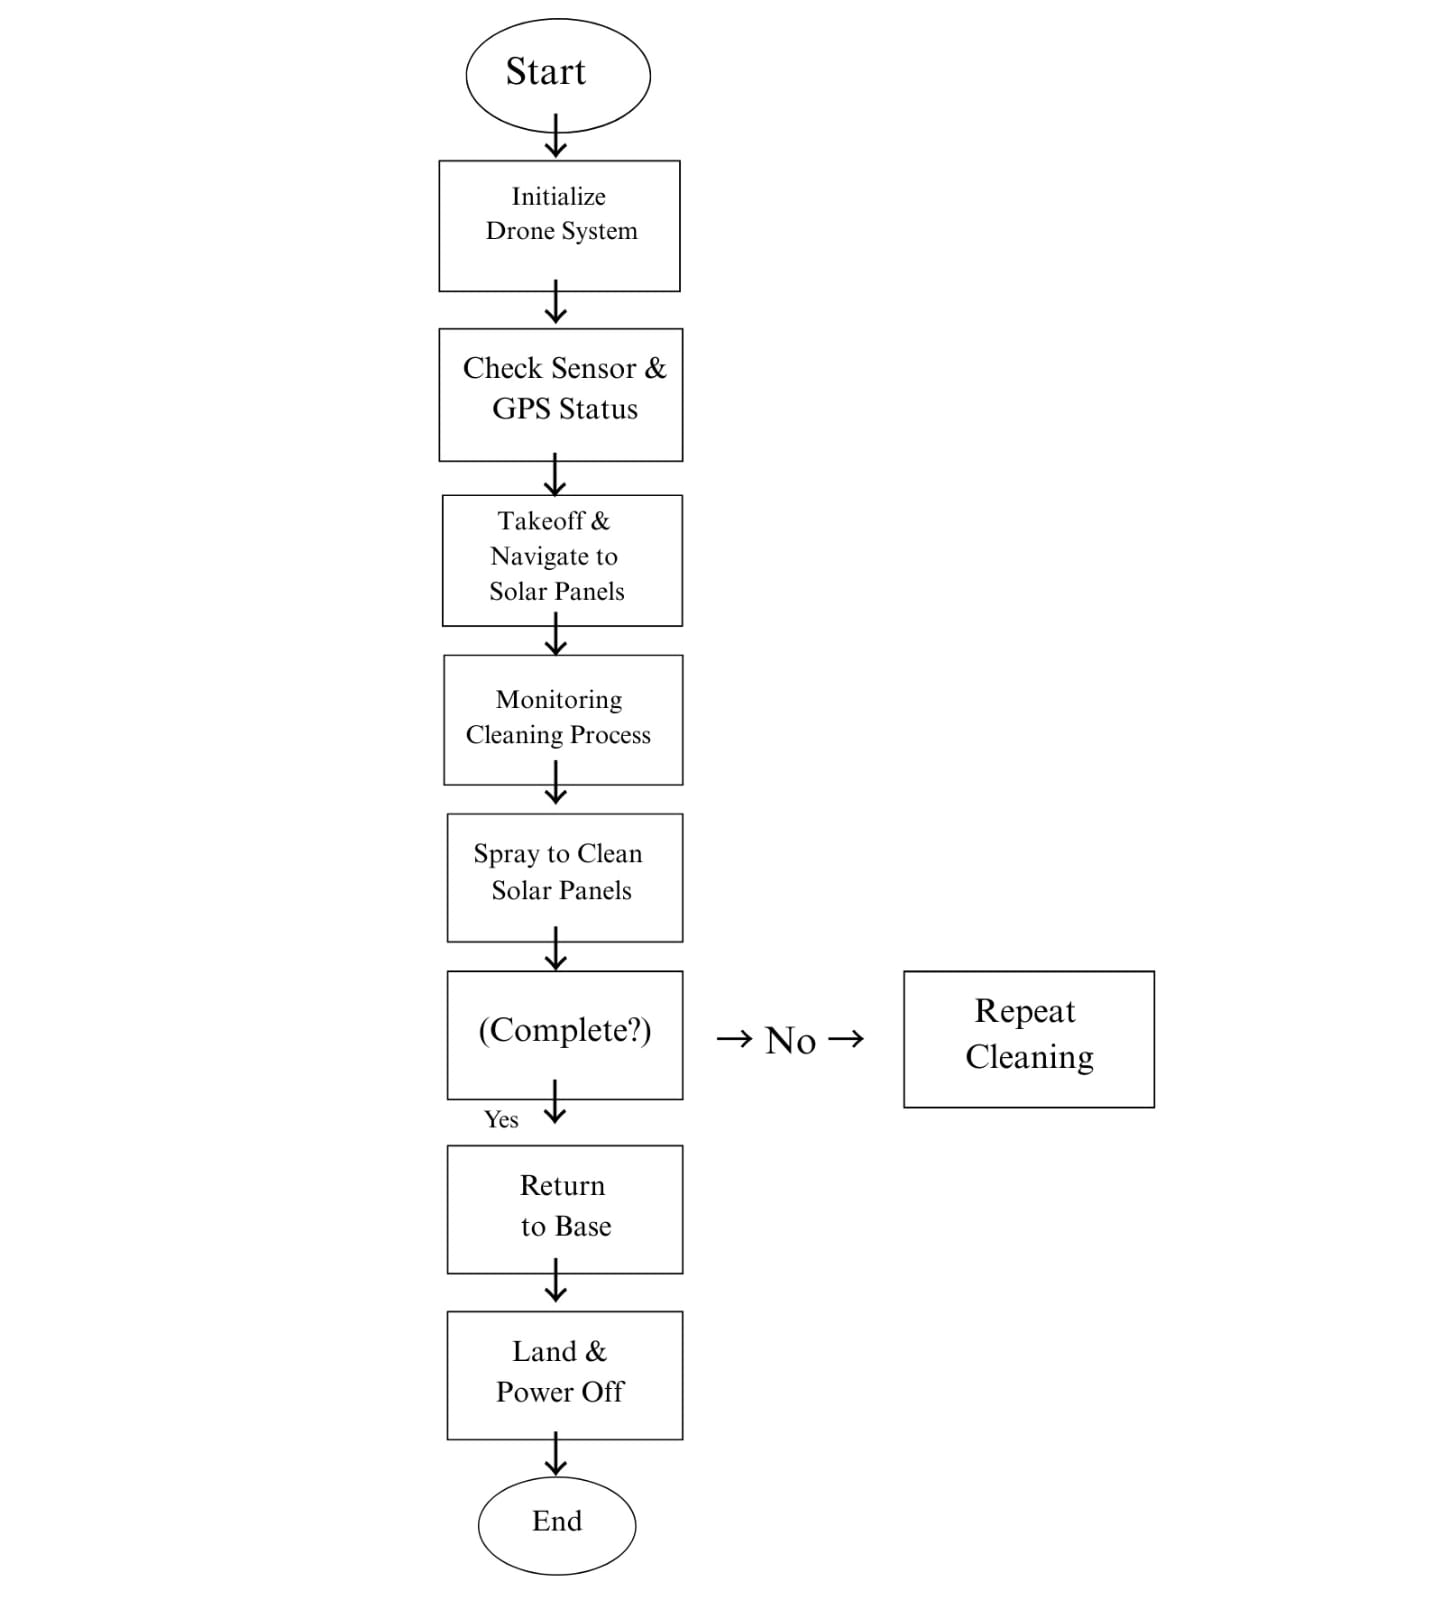 Start
Initialize
Drone System
Check Sensor &
GPS Status
Takeoff &
Navigate to
Solar Panels
Monitoring
Cleaning Process
Spray to Clean
Solar Panels
(Complete?)
→ No →
Repeat
Cleaning
Yes
Return
to Base
Land &
Power Off
End